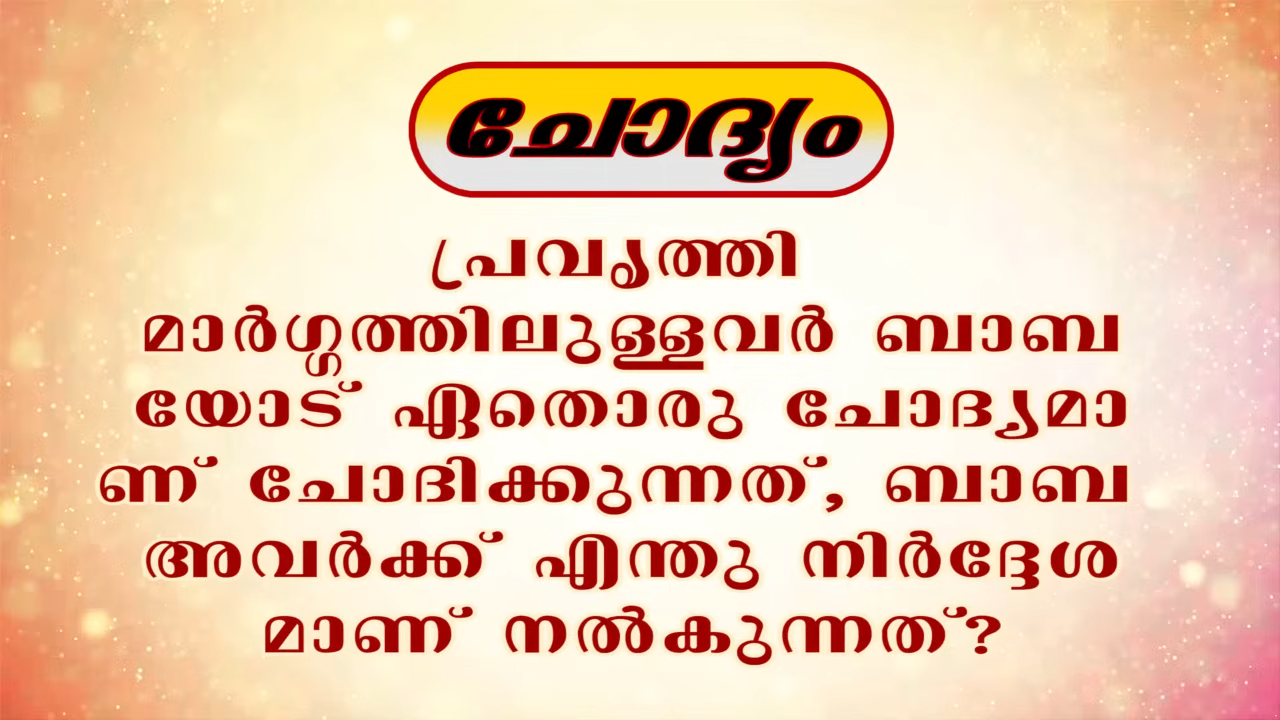 ചോദ്യം
പ്രവൃത്തി
മാർഗ്ഗത്തിലുള്ളവർ ബാബ
യോട് ഏതൊരു ചോദ്യമാ
ണ് ചോദിക്കുന്നത്, ബാബ
അവർക്ക് എന്തു നിർദ്ദേശ
മാണ് നൽകുന്നത്?